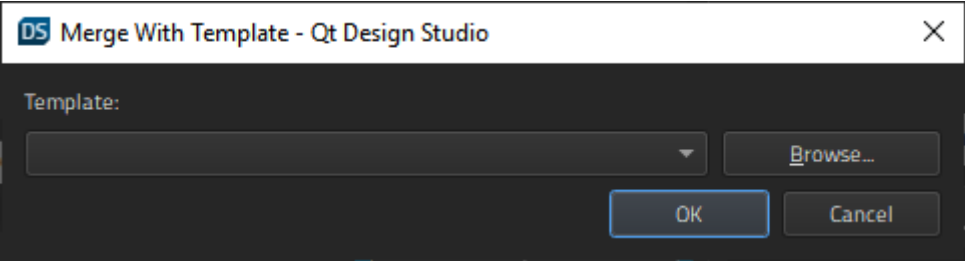 DS Merge With Template - Qt Design Studio
Template:
Browse...
OK Cancel